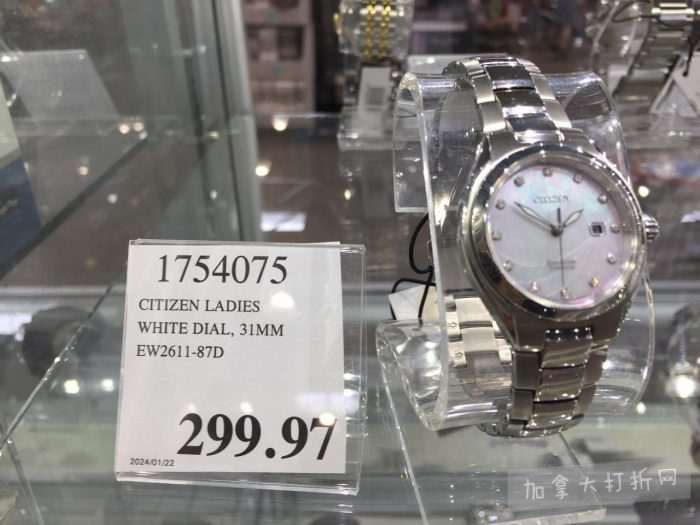 1754075
CITIZEN LADIES
WHITE DIAL, 31MM
EW2611-87D
299.97
2024/01/22
CITIZEN
加拿大打折网